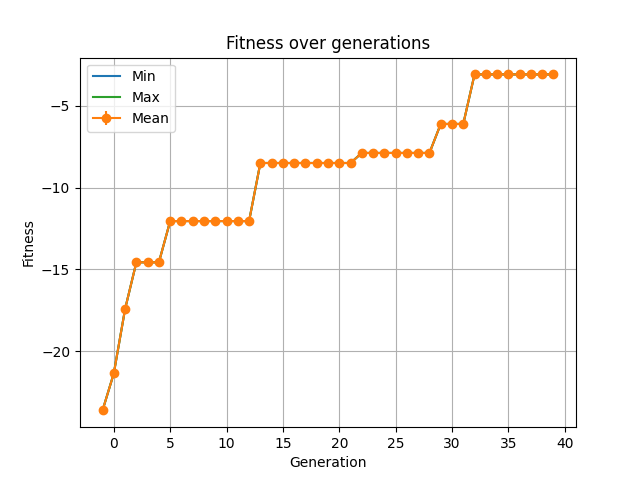 Fitness over generations
Min
Max
Mean
Fitness
−5
−10
−15
−20
0 5 10 15 20 25 30 35 40
Generation